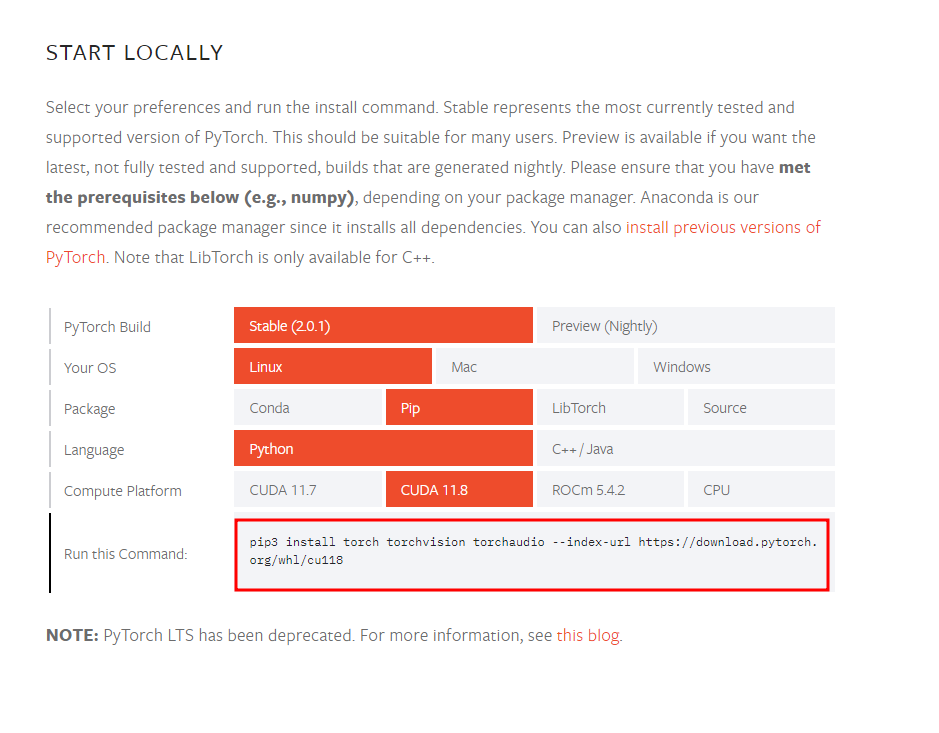 START LOCALLY
Select your preferences and run the install command. Stable represents the most currently tested and
supported version of PyTorch. This should be suitable for many users. Preview is available if you want the
latest, not fully tested and supported, builds that are generated nightly. Please ensure that you have met
the prerequisites below (e.g., numpy), depending on your package manager. Anaconda is our
recommended package manager since it installs all dependencies. You can also install previous versions of
PyTorch. Note that LibTorch is only available for C++.
PyTorch Build Stable (2.0.1) Preview (Nightly)
Your OS Linux Mac Windows
Package Conda Pip LibTorch Source
Language Python C++ / Java
Compute Platform CUDA 11.7 CUDA 11.8 ROCm 5.4.2 CPU
Run this Command: pip3 install torch torchvision torchaudio --index-url https://download.pytorch.
org/whl/cu118
NOTE: PyTorch LTS has been deprecated. For more information, see this blog.